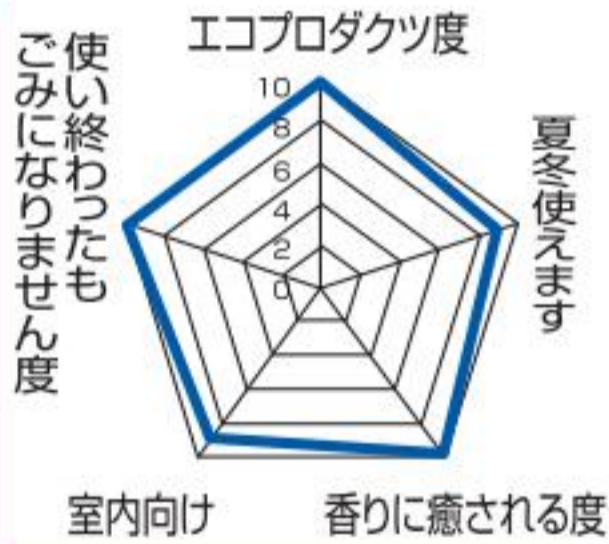 エコプロダクツ度
10
8
6
4
2
0
夏冬使えます
香りに癒される度
室内向け
使い終わったも
ごみになりません度